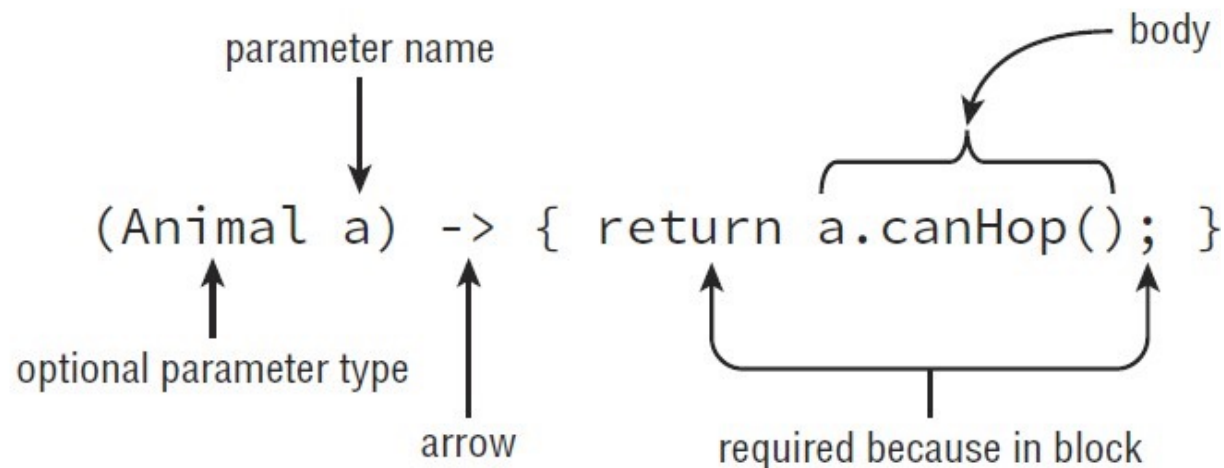 parameter name
body
(Animal a) -> { return a.canHop(); }
optional parameter type
arrow
required because in block